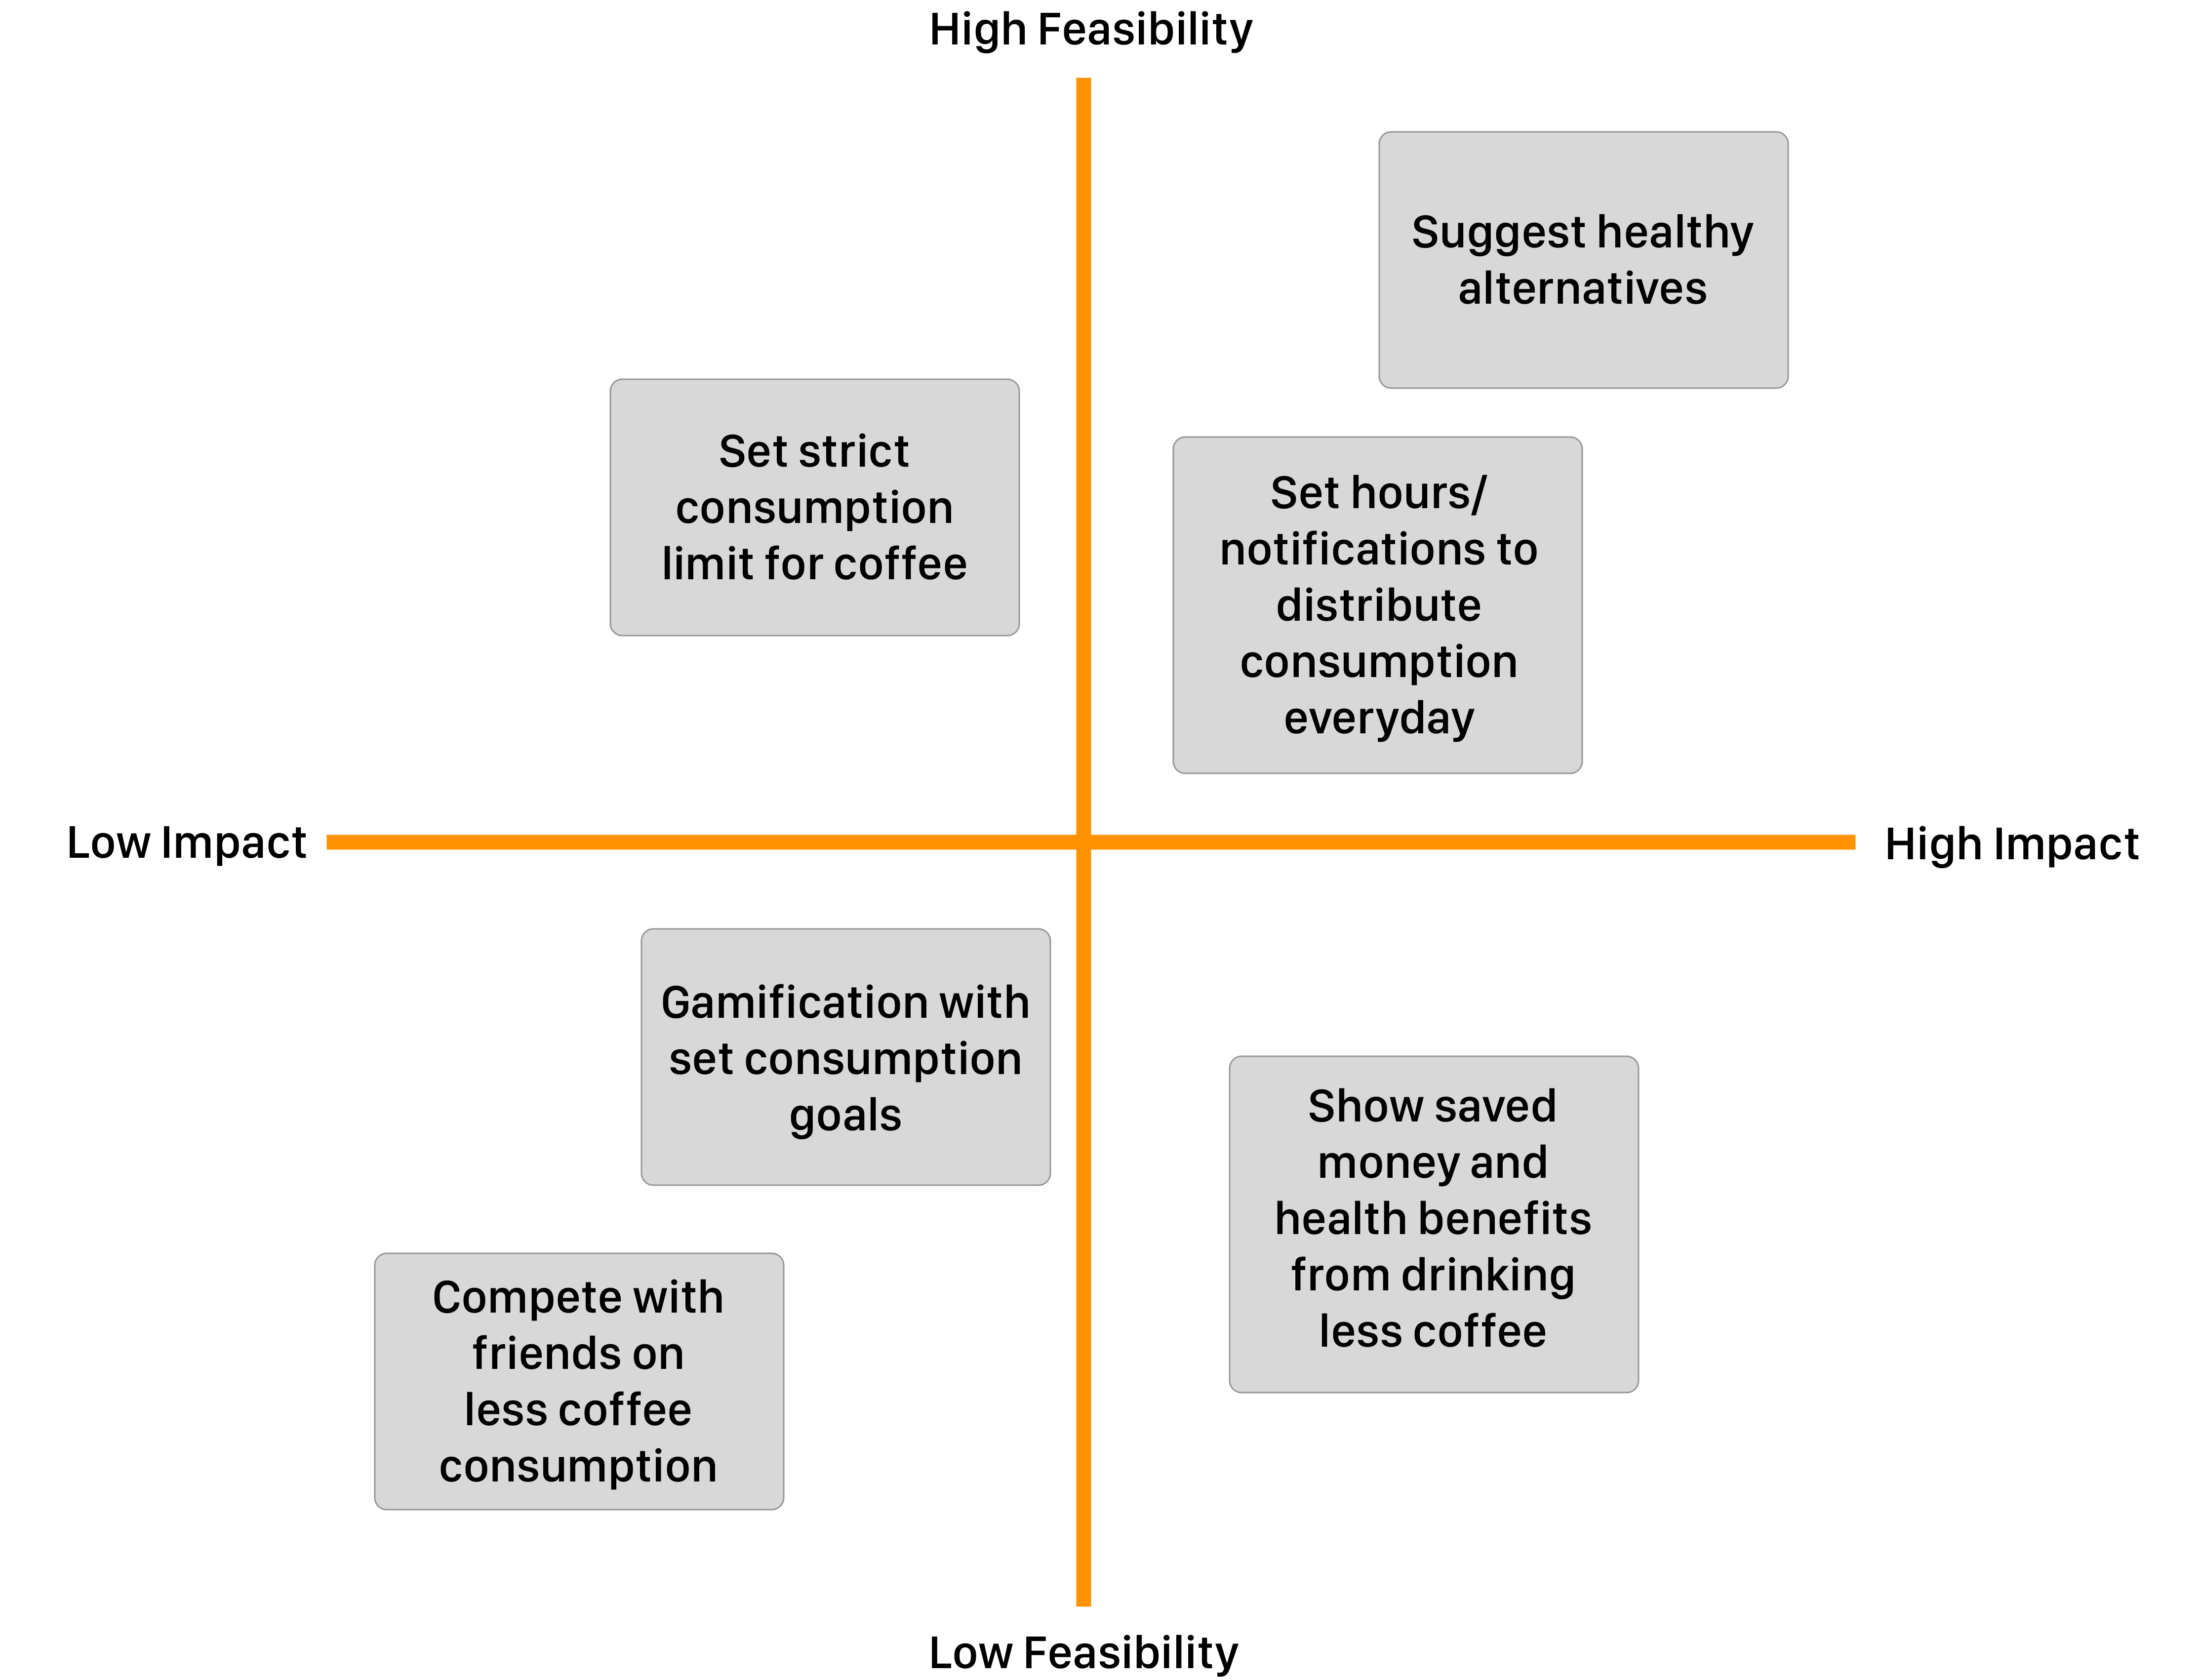 High Feasibility
Suggest healthy
alternatives
Set strict
consumption
limit for coffee
Set hours/
notifications to
distribute
consumption
everyday
Low Impact
High Impact
Gamification with
set consumption
goals
Show saved
money and
health benefits
from drinking
less coffee
Compete with
friends on
less coffee
consumption
Low Feasibility